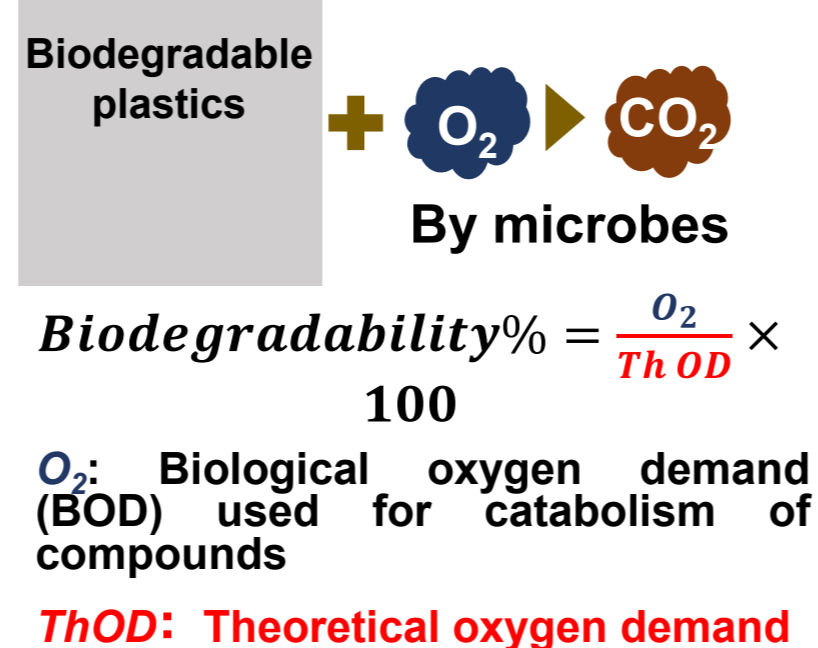 Biodegradable
plastics
+ O₂ CO₂
By microbes
Biodegradability% = O₂ / Th OD ×
100
O₂: Biological oxygen demand
(BOD) used for catabolism of
compounds
ThOD: Theoretical oxygen demand